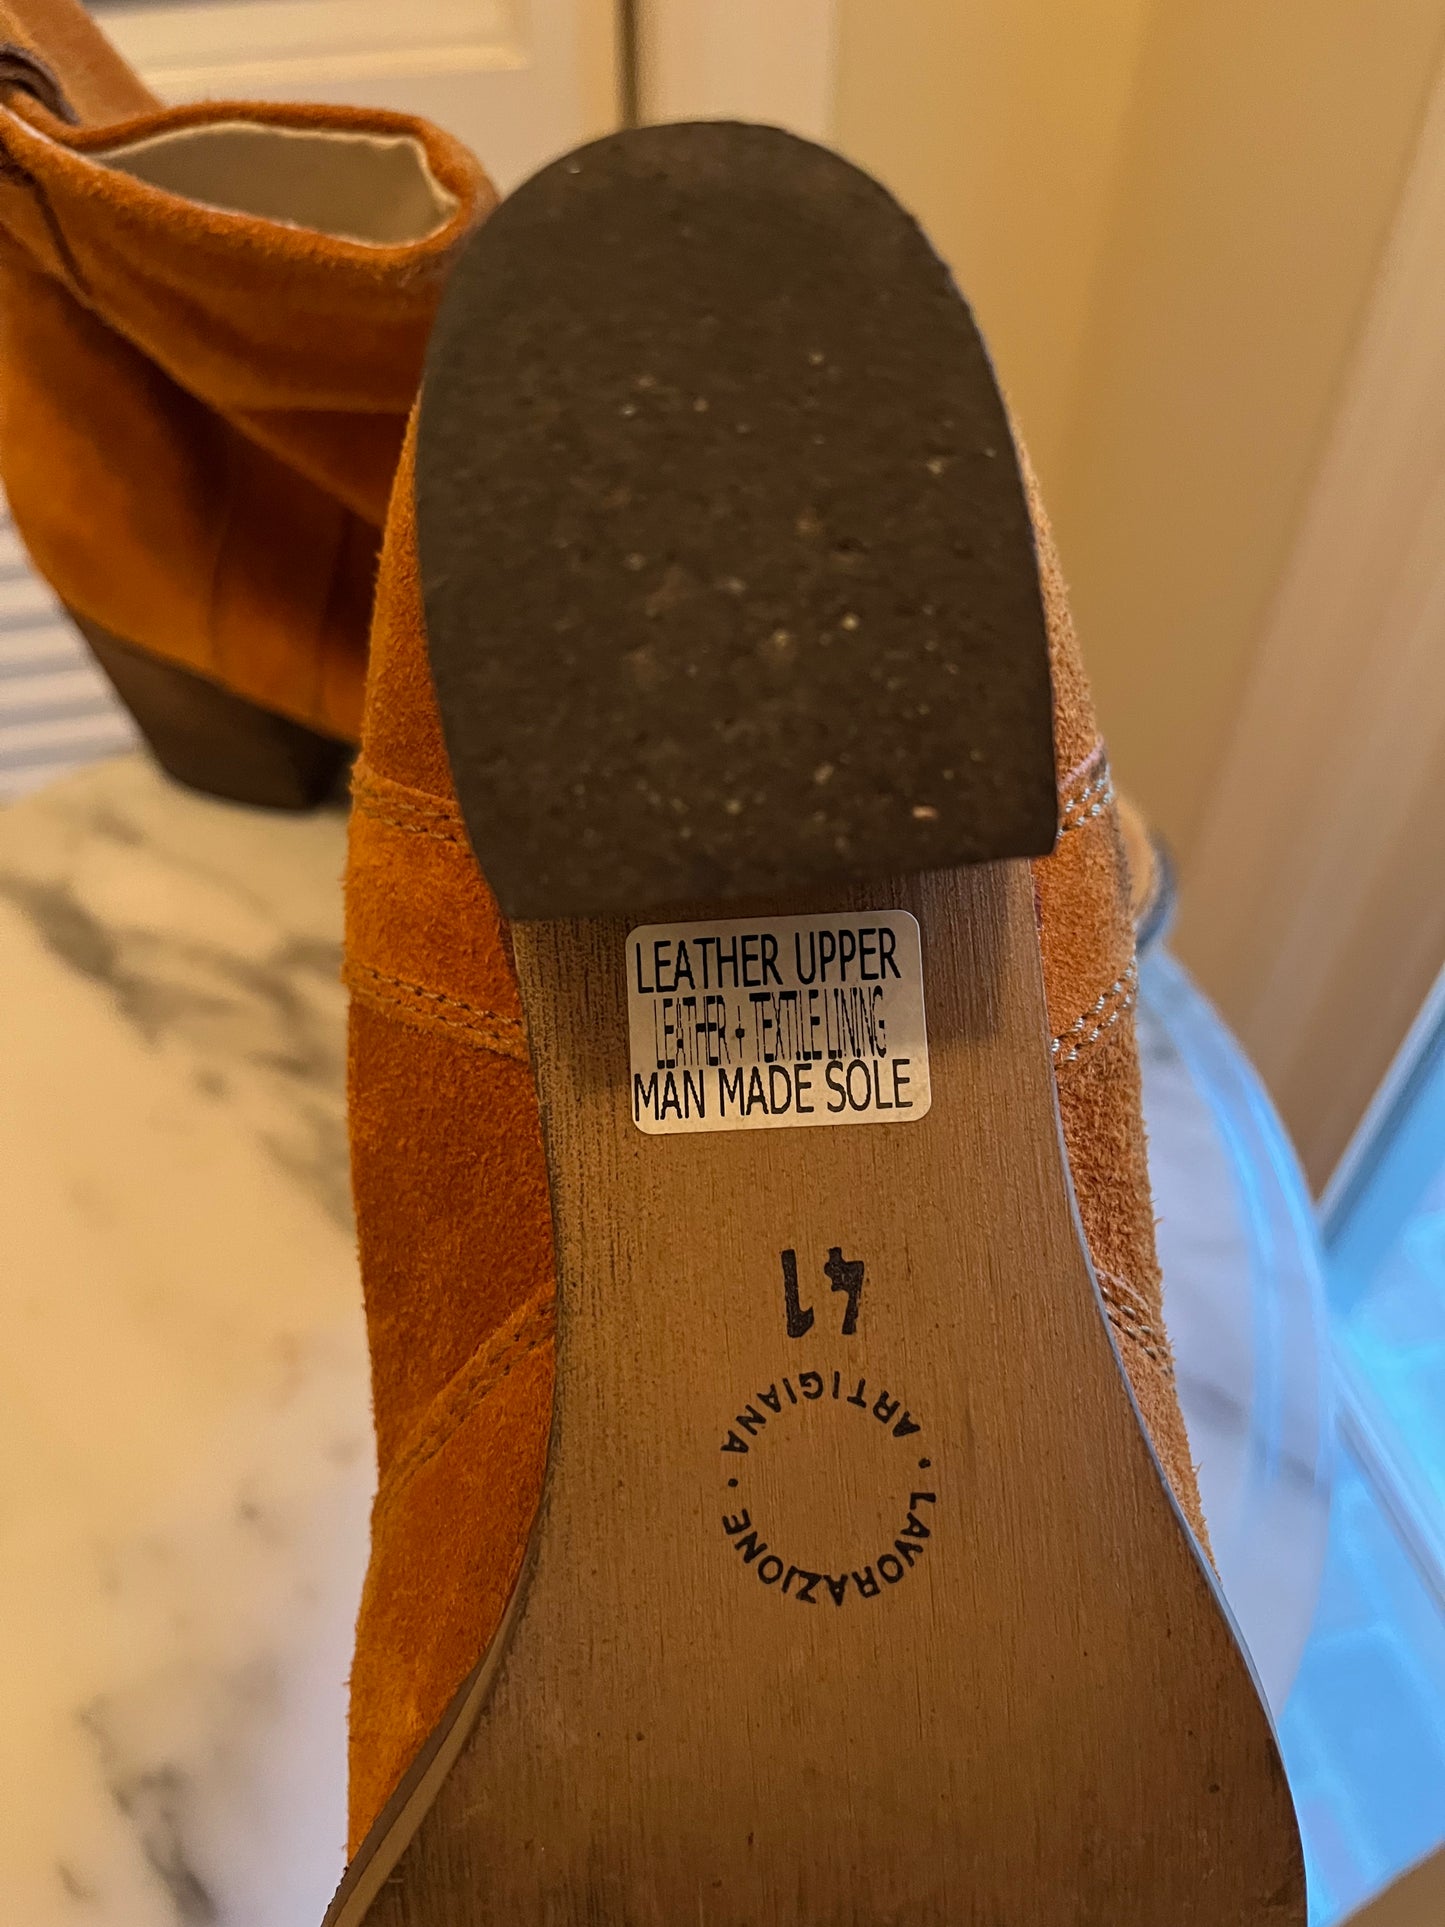 LEATHER UPPER
LEATHER + TEXTILE LINING
MAN MADE SOLE
41
LAVORAZIONE • ARTIGIANA •